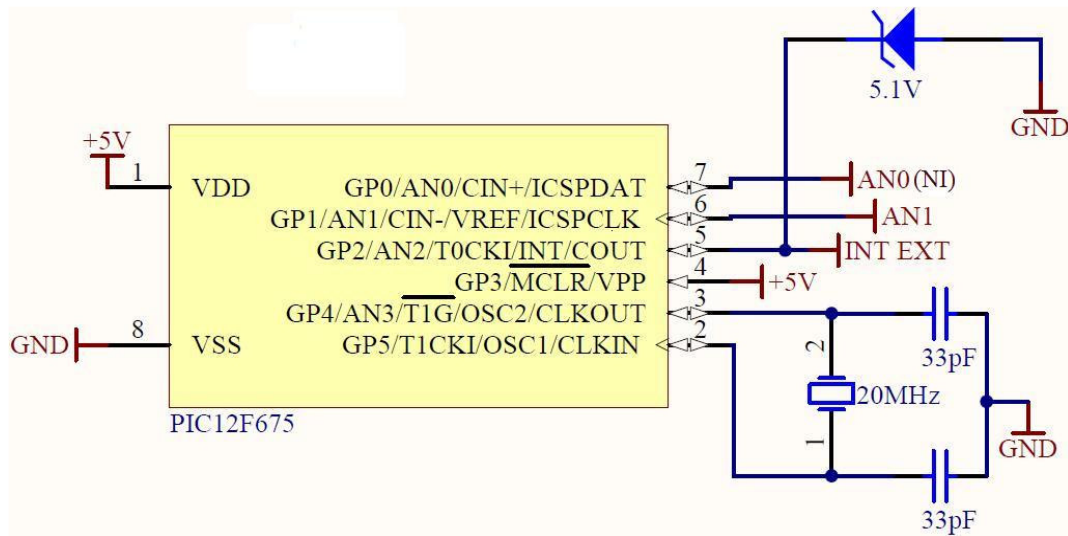 5.1V
GND
+5V
1 VDD GP0/AN0/CIN+/ICSPDAT 7 AN0(NI)
GP1/AN1/CIN-/VREF/ICSPCLK 6 AN1
GP2/AN2/T0CKI/INT/COUT 5 INT EXT
GP3/MCLR/VPP 4 +5V
GP4/AN3/T1G/OSC2/CLKOUT 3
GND 8 VSS GP5/T1CKI/OSC1/CLKIN 2
2
33pF
20MHz
1
GND
PIC12F675
33pF